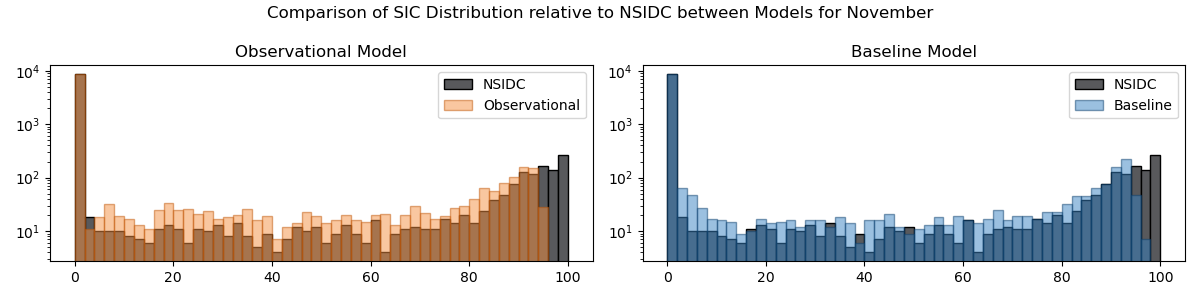 Comparison of SIC Distribution relative to NSIDC between Models for November
Observational Model
10⁴
10³
10²
10¹
0 20 40 60 80 100
NSIDC
Observational
Baseline Model
10⁴
10³
10²
10¹
0 20 40 60 80 100
NSIDC
Baseline